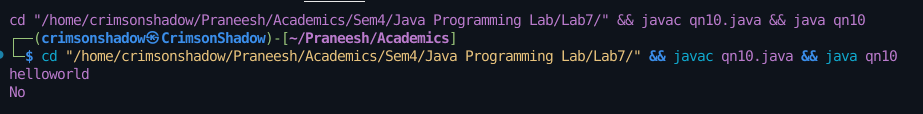 cd "/home/crimsonshadow/Praneesh/Academics/Sem4/Java Programming Lab/Lab7/" && javac qn10.java && java qn10
┌──(crimsonshadow㉿CrimsonShadow)-[~/Praneesh/Academics]
└─$ cd "/home/crimsonshadow/Praneesh/Academics/Sem4/Java Programming Lab/Lab7/" && javac qn10.java && java qn10
helloworld
No